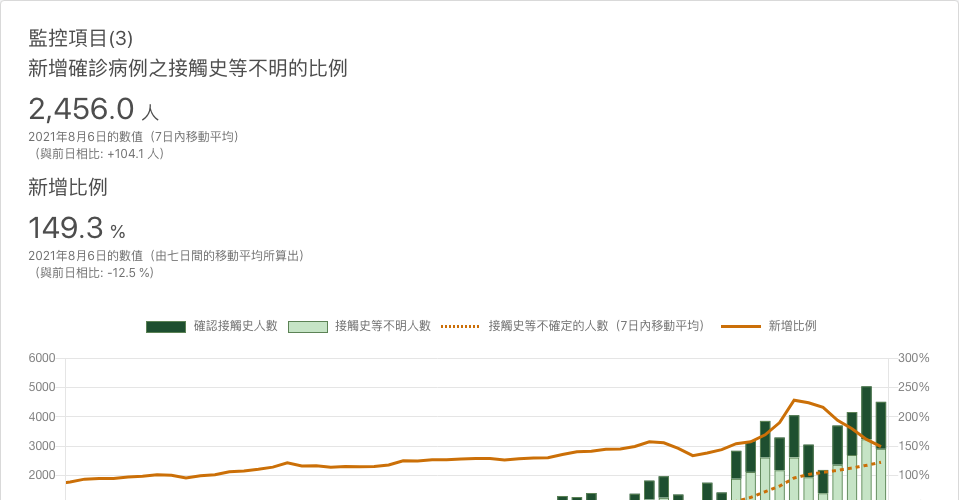 監控項目(3)
新增確診病例之接觸史等不明的比例
2,456.0 人
2021年8月6日的數值（7日內移動平均）
（與前日相比: +104.1 人）
新增比例
149.3 %
2021年8月6日的數值（由七日間的移動平均所算出）
（與前日相比: -12.5 %）
確認接觸史人數 接觸史等不明人數 接觸史等不確定的人數（7日內移動平均） 新增比例
6000 300%
5000 250%
4000 200%
3000 150%
2000 100%